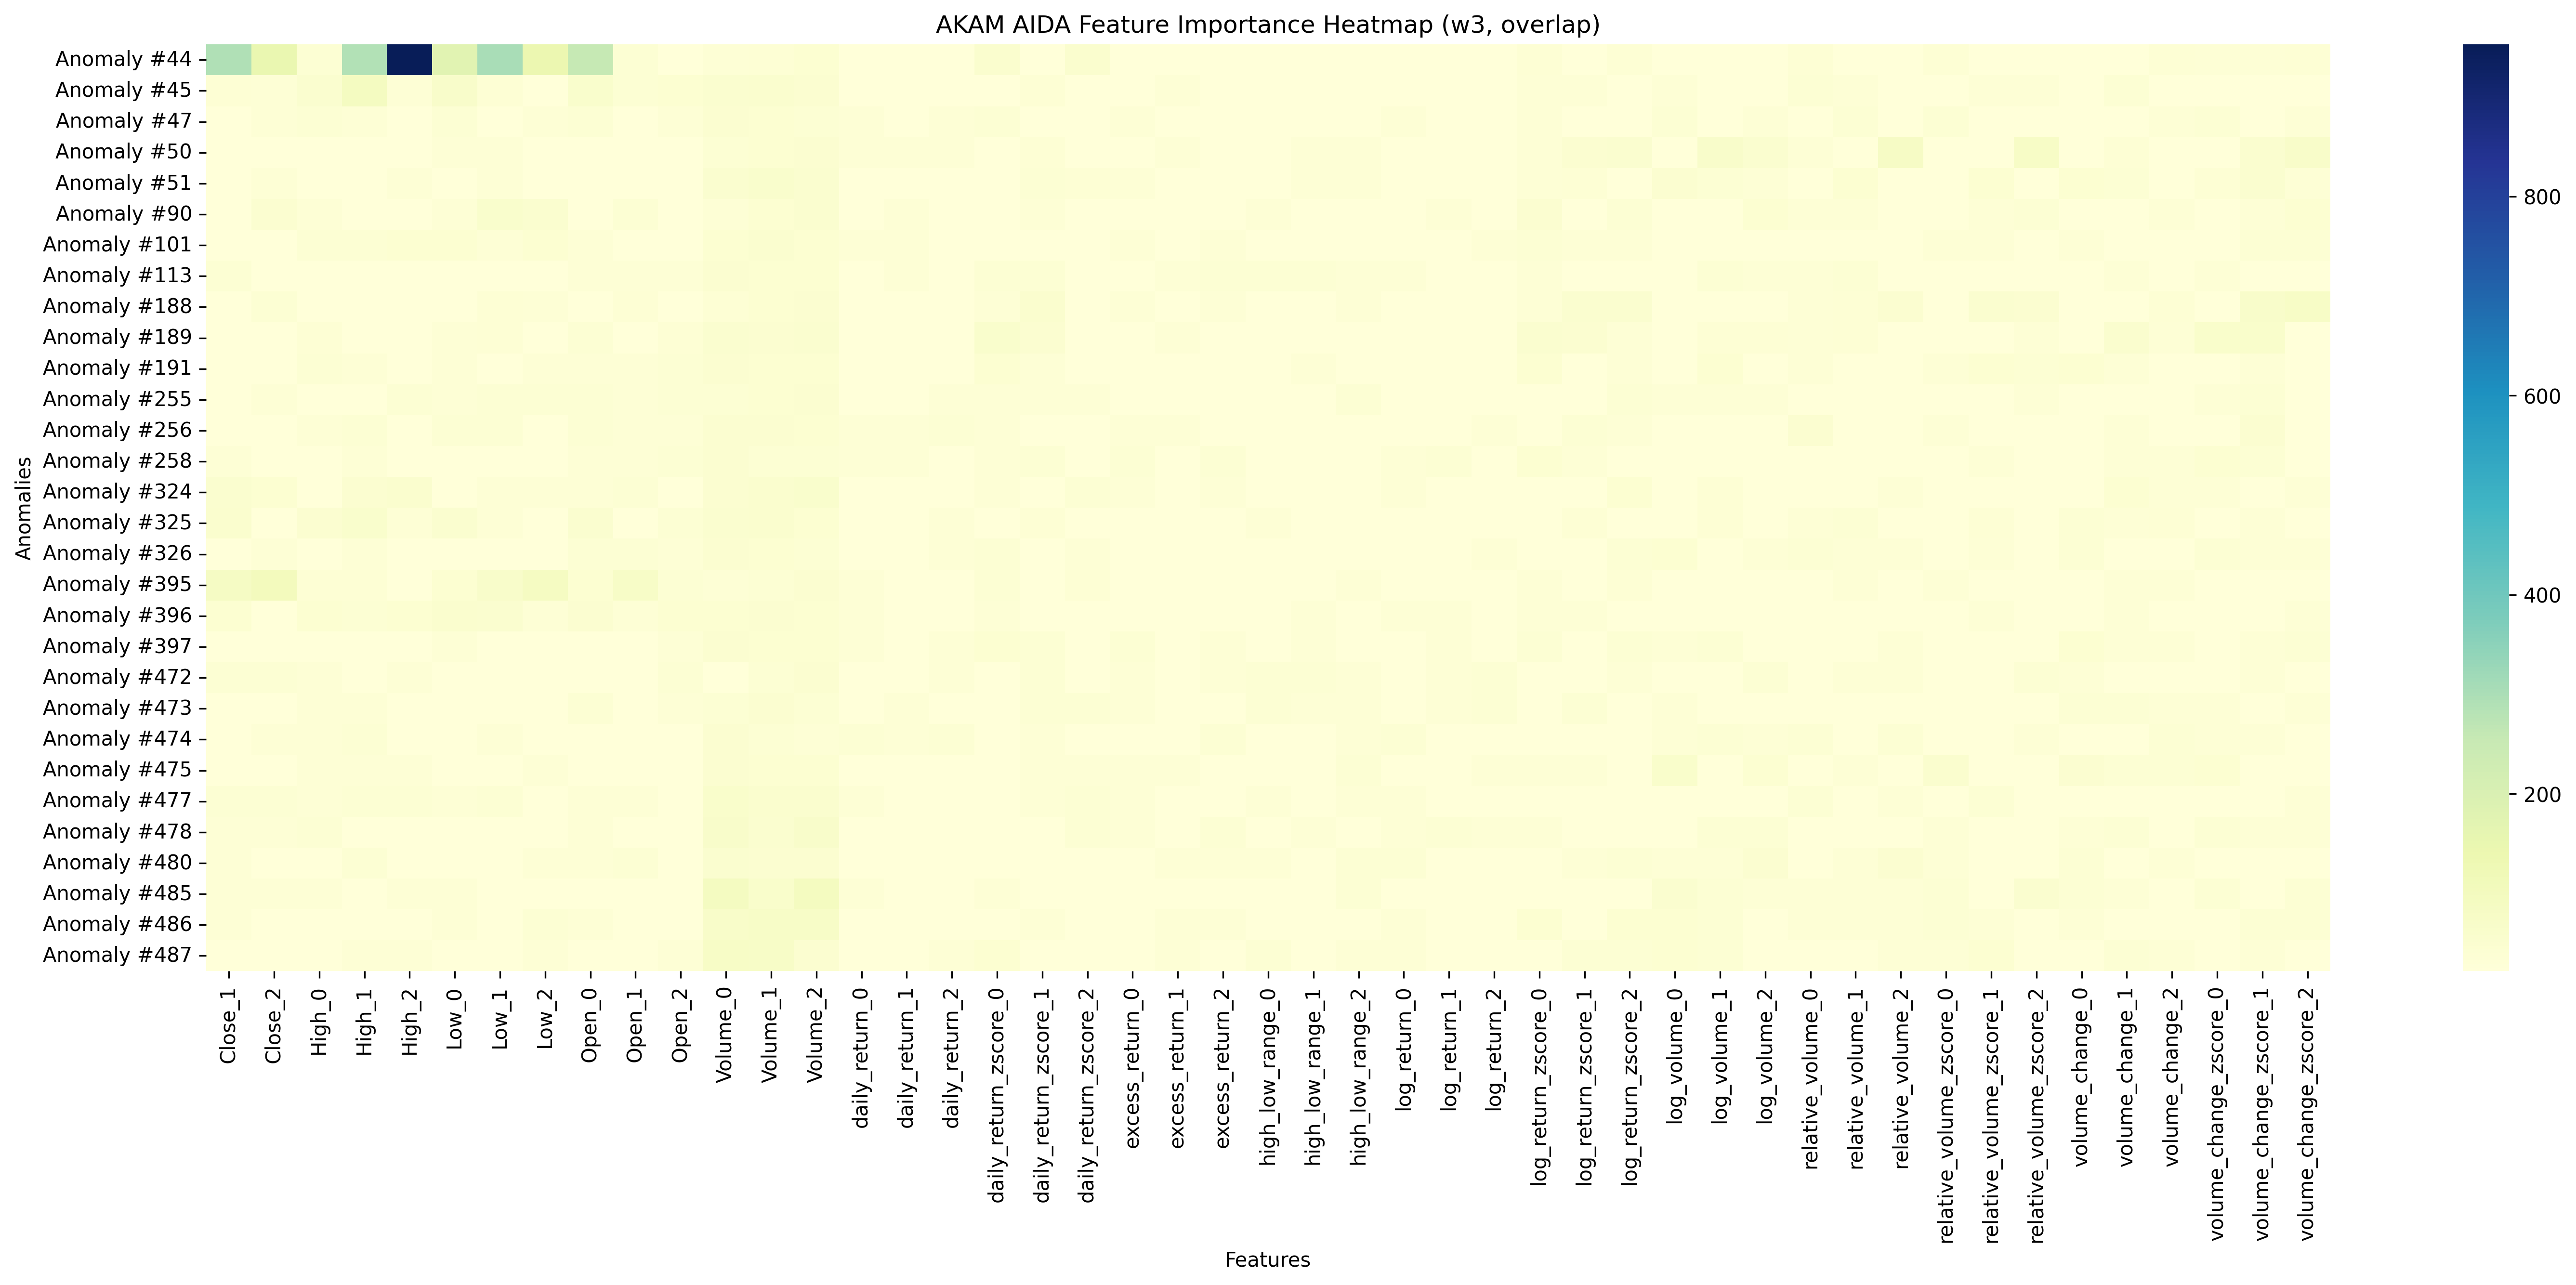 AKAM AIDA Feature Importance Heatmap (w3, overlap)
Anomalies
Anomaly #44
Anomaly #45
Anomaly #47
Anomaly #50
Anomaly #51
Anomaly #90
Anomaly #101
Anomaly #113
Anomaly #188
Anomaly #189
Anomaly #191
Anomaly #255
Anomaly #256
Anomaly #258
Anomaly #324
Anomaly #325
Anomaly #326
Anomaly #395
Anomaly #396
Anomaly #397
Anomaly #472
Anomaly #473
Anomaly #474
Anomaly #475
Anomaly #477
Anomaly #478
Anomaly #480
Anomaly #485
Anomaly #486
Anomaly #487
Close_1
Close_2
High_0
High_1
High_2
Low_0
Low_1
Low_2
Open_0
Open_1
Open_2
Volume_0
Volume_1
Volume_2
daily_return_0
daily_return_1
daily_return_2
daily_return_zscore_0
daily_return_zscore_1
daily_return_zscore_2
excess_return_0
excess_return_1
excess_return_2
high_low_range_0
high_low_range_1
high_low_range_2
log_return_0
log_return_1
log_return_2
log_return_zscore_0
log_return_zscore_1
log_return_zscore_2
log_volume_0
log_volume_1
log_volume_2
relative_volume_0
relative_volume_1
relative_volume_2
relative_volume_zscore_0
relative_volume_zscore_1
relative_volume_zscore_2
volume_change_0
volume_change_1
volume_change_2
volume_change_zscore_0
volume_change_zscore_1
volume_change_zscore_2
Features
800
600
400
200